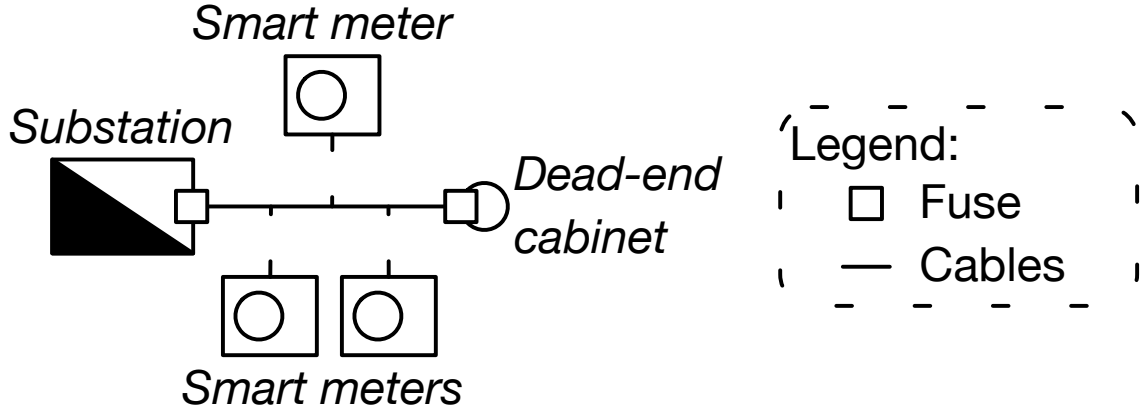 Smart meter
Substation
Dead-end
cabinet
Smart meters
Legend:
Fuse
Cables